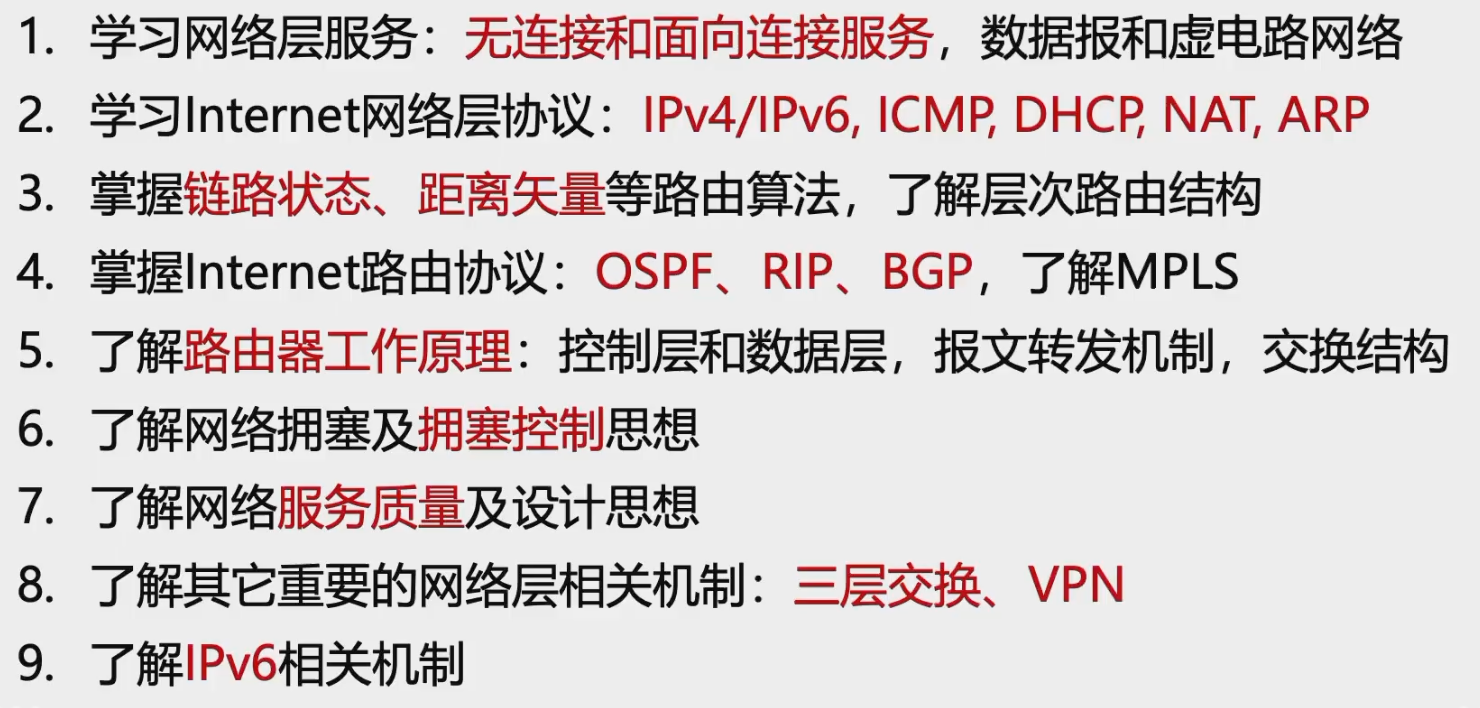 1. 学习网络层服务：无连接和面向连接服务，数据报和虚电路网络
2. 学习Internet网络层协议：IPv4/IPv6, ICMP, DHCP, NAT, ARP
3. 掌握链路状态、距离矢量等路由算法，了解层次路由结构
4. 掌握Internet路由协议：OSPF、RIP、BGP，了解MPLS
5. 了解路由器工作原理：控制层和数据层，报文转发机制，交换结构
6. 了解网络拥塞及拥塞控制思想
7. 了解网络服务质量及设计思想
8. 了解其它重要的网络层相关机制：三层交换、VPN
9. 了解IPv6相关机制